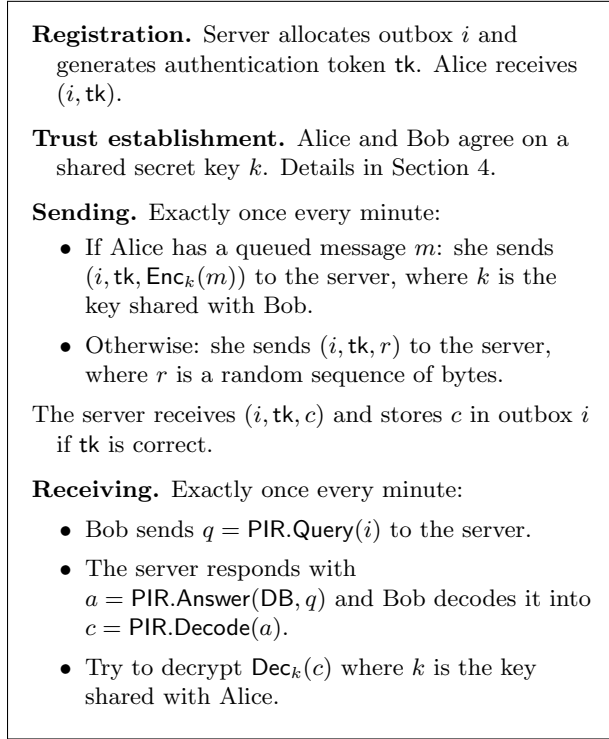 Registration. Server allocates outbox i and
generates authentication token tk. Alice receives
(i, tk).
Trust establishment. Alice and Bob agree on a
shared secret key k. Details in Section 4.
Sending. Exactly once every minute:
• If Alice has a queued message m: she sends
(i, tk, Enc_k(m)) to the server, where k is the
key shared with Bob.
• Otherwise: she sends (i, tk, r) to the server,
where r is a random sequence of bytes.
The server receives (i, tk, c) and stores c in outbox i
if tk is correct.
Receiving. Exactly once every minute:
• Bob sends q = PIR.Query(i) to the server.
• The server responds with
a = PIR.Answer(DB, q) and Bob decodes it into
c = PIR.Decode(a).
• Try to decrypt Dec_k(c) where k is the key
shared with Alice.